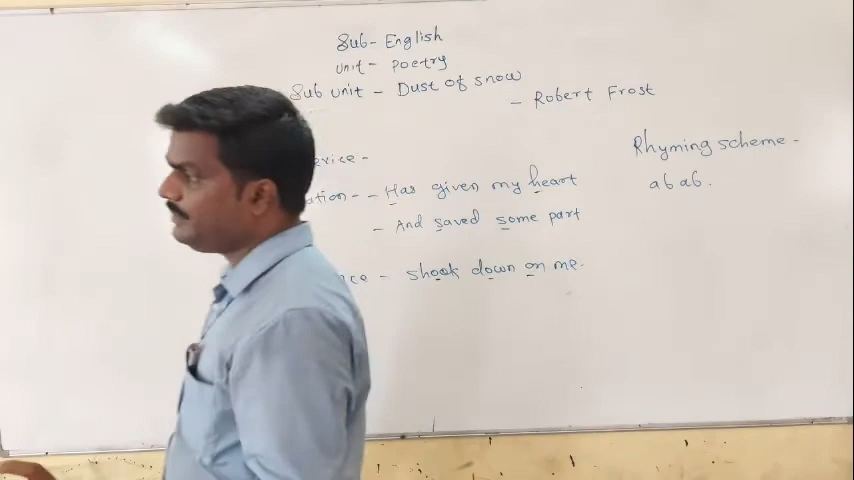 Sub- English
Unit - poetry
Sub unit - Dust of snow
- Robert Frost
Rhyming scheme -
abab.
- Has given my heart
- And saved some part
- shook down on me.